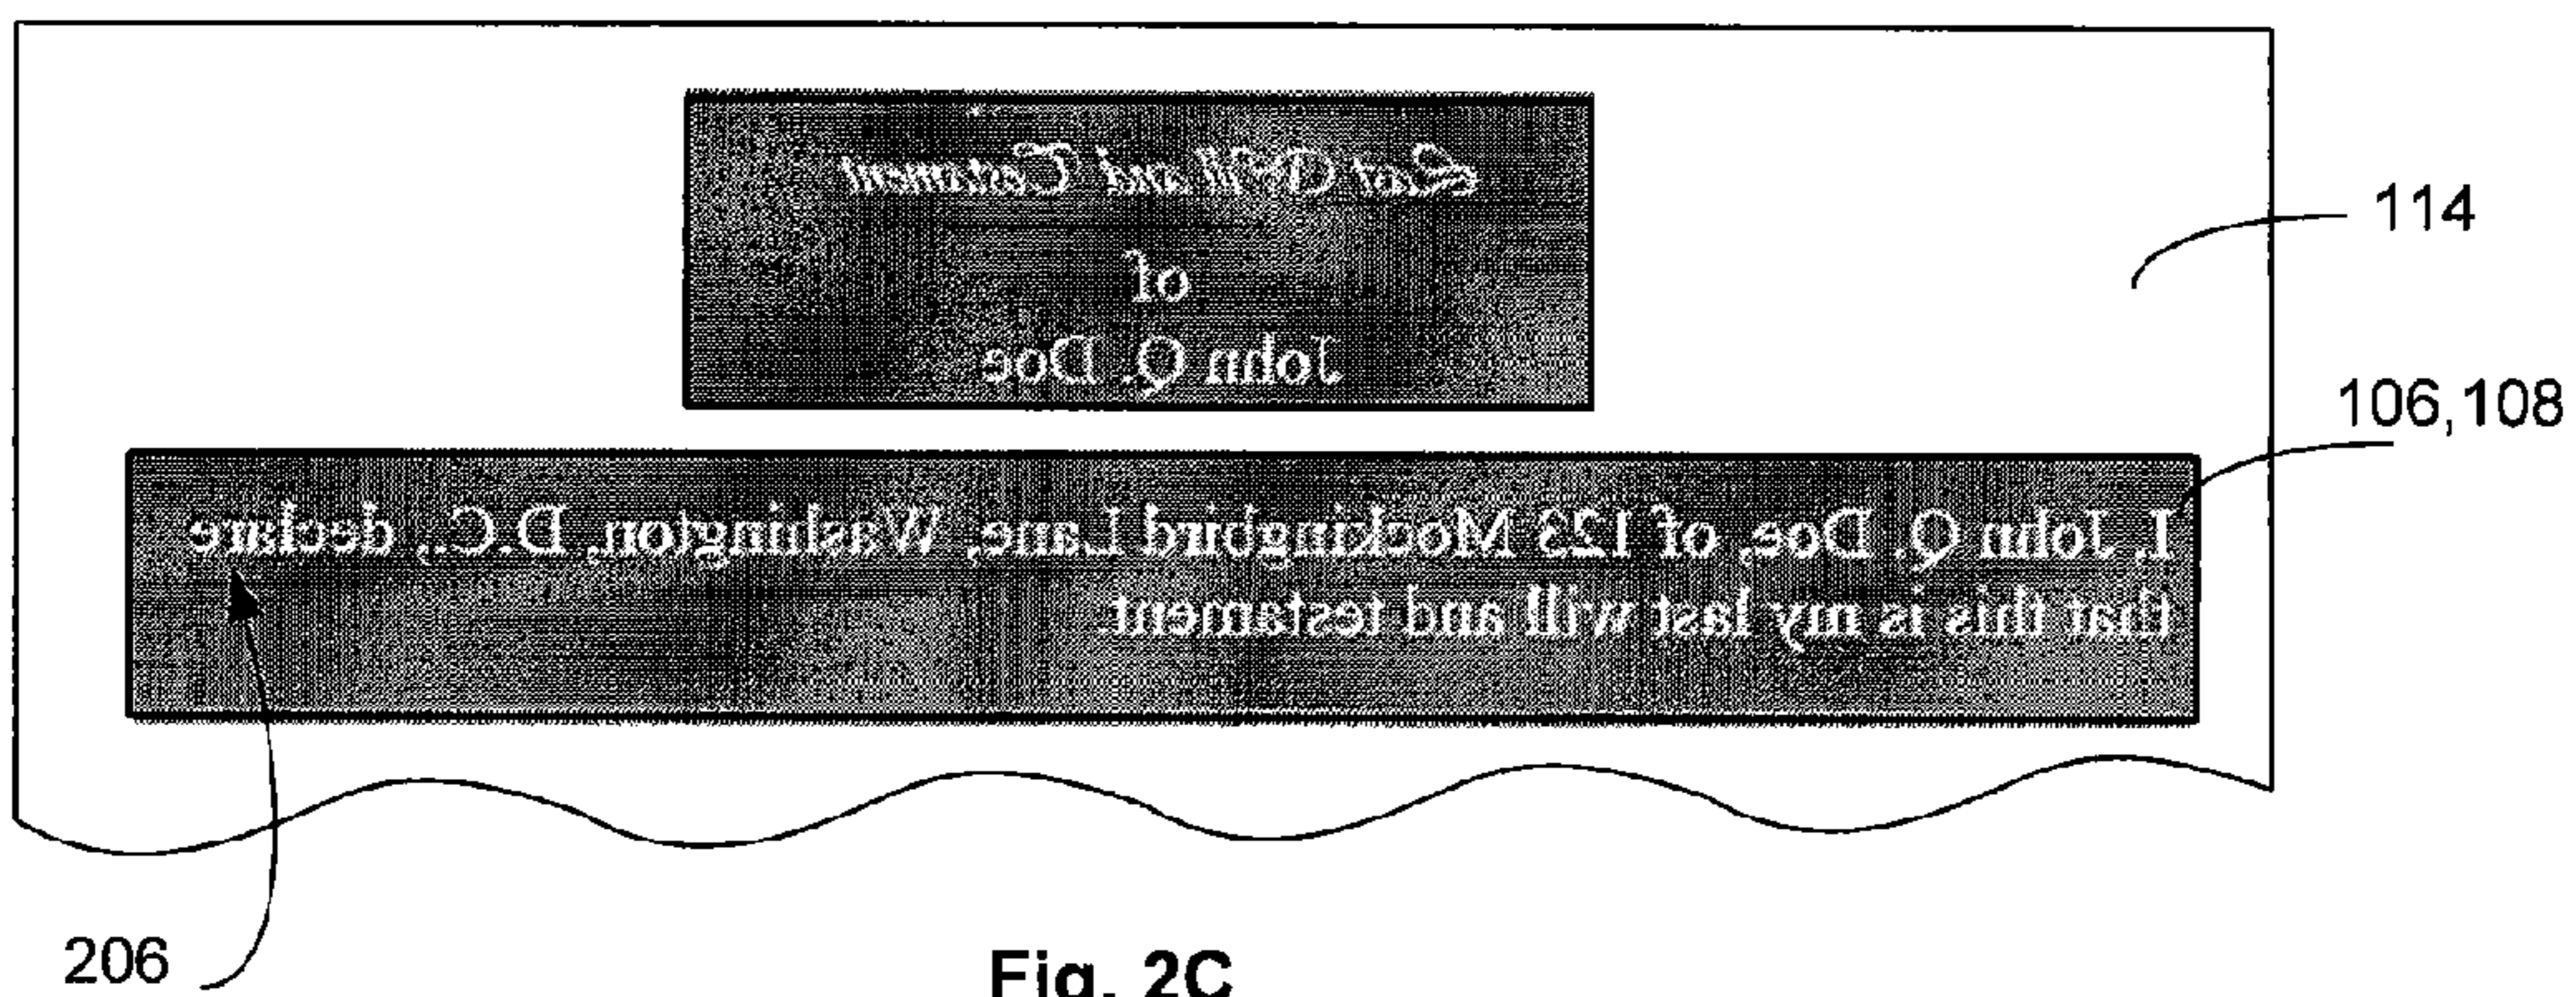 Last Will and Testament
of
John Q. Doe
114
106,108
I, John Q. Doe, of 123 Mockingbird Lane, Washington, D.C., declare
that this is my last will and testament.
206
Fig. 2C